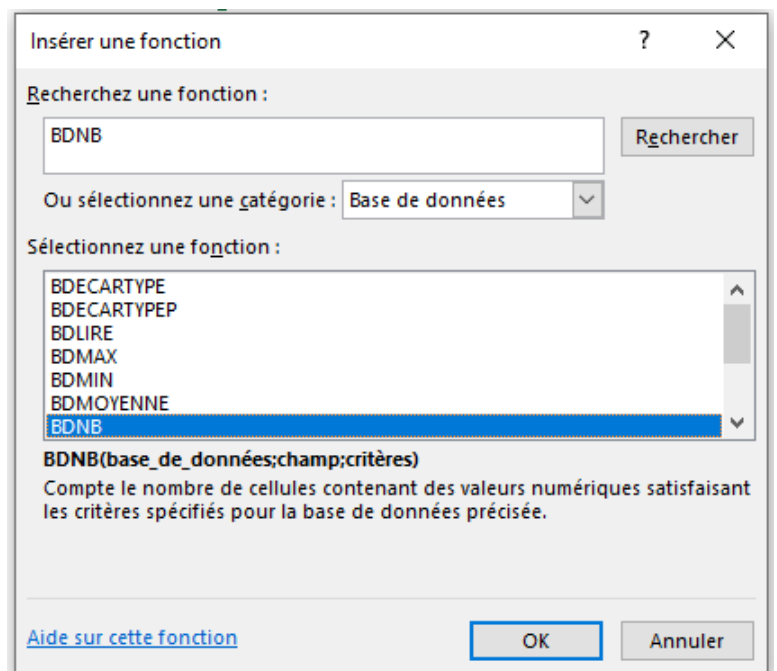 Insérer une fonction
?
Recherchez une fonction :
BDNB
Rechercher
Ou sélectionnez une catégorie : Base de données
Sélectionnez une fonction :
BDECARTYPE
BDECARTYPEP
BDLIRE
BDMAX
BDMIN
BDMOYENNE
BDNB
BDNB(base_de_données;champ;critères)
Compte le nombre de cellules contenant des valeurs numériques satisfaisant
les critères spécifiés pour la base de données précisée.
Aide sur cette fonction
OK
Annuler